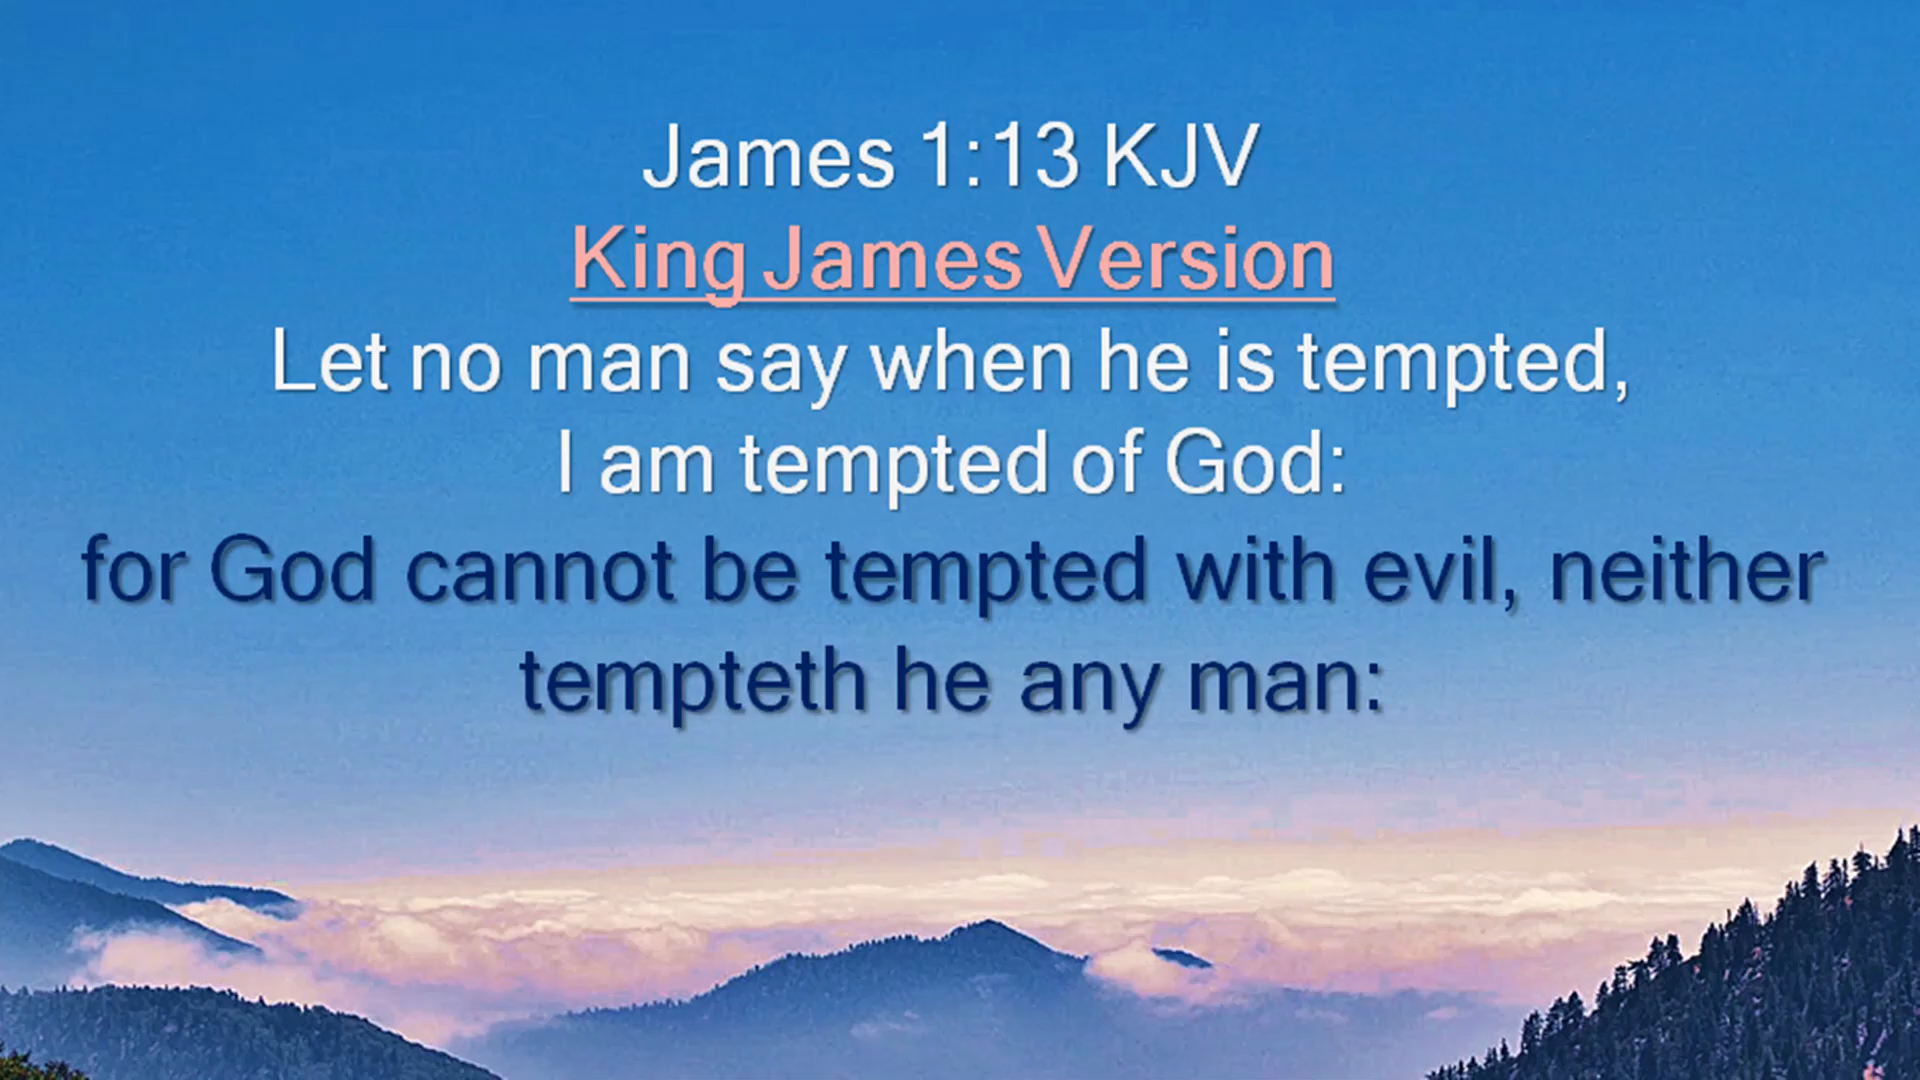 James 1:13 KJV
King James Version
Let no man say when he is tempted,
I am tempted of God:
for God cannot be tempted with evil, neither
tempteth he any man: